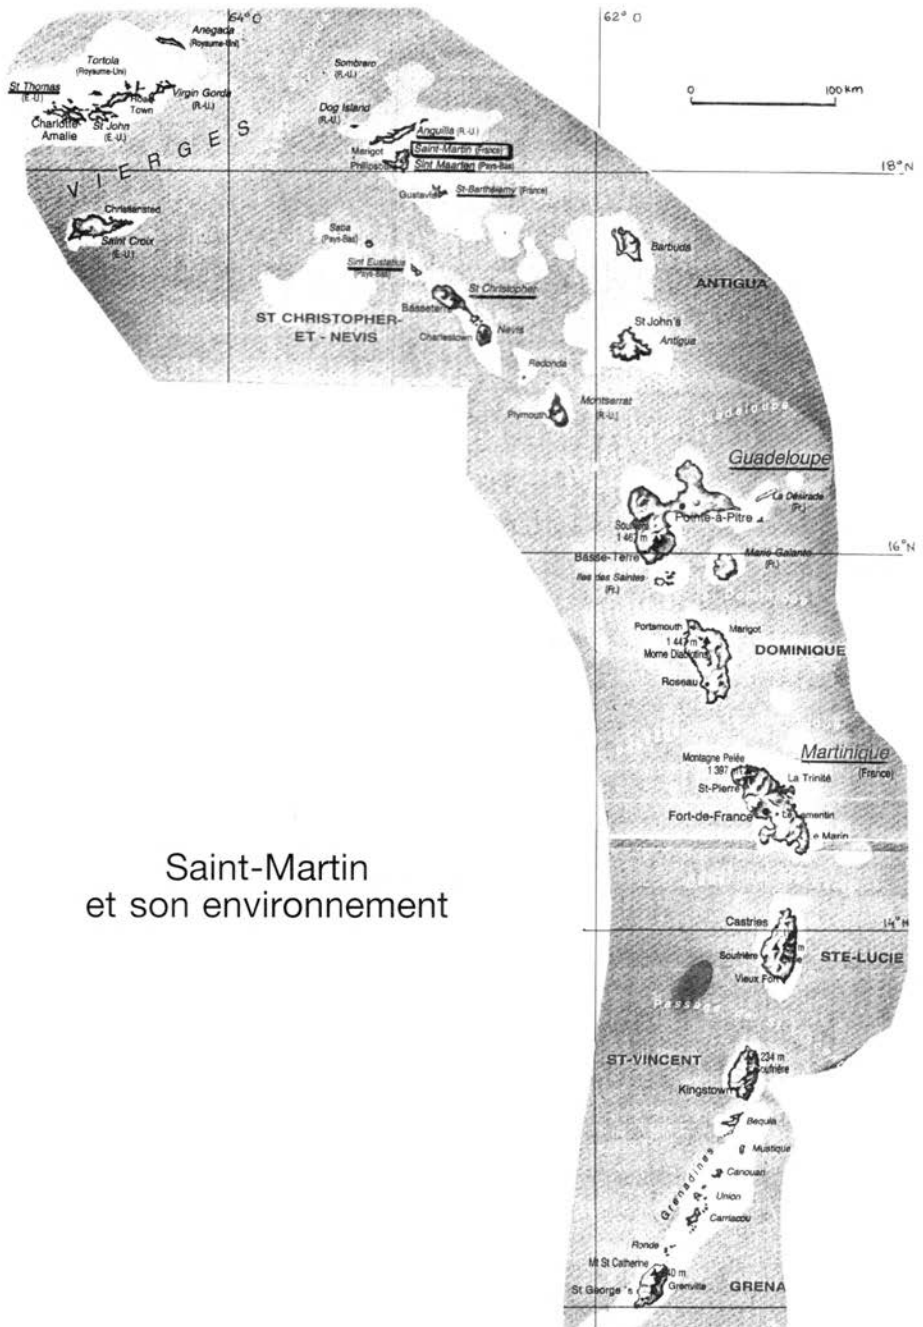 64°O
62°O
Anegada
(Royaume-Uni)
Tortola
(Royaume-Uni)
St Thomas
(E.-U.)
Road
Town
Virgin Gorda
(R.-U.)
Charlotte-
Amalie
St John
(E.-U.)
VIERGES
Christiansted
Saint Croix
(E.-U.)
Sombrero
(R.-U.)
Dog Island
(R.-U.)
Anguilla (R.-U.)
Marigot
Saint-Martin (France)
Sint Maarten (Pays-Bas)
Gustavia
St-Barthélemy (France)
0 100 km
18°N
Saba
(Pays-Bas)
Sint Eustatius
(Pays-Bas)
St Christopher
Basseterre
ST CHRISTOPHER-
ET - NEVIS
Nevis
Charlestown
Barbuda
ANTIGUA
St John's
Antigua
Redonda
Montserrat
(R.-U.)
Plymouth
Guadeloupe
Guadeloupe
La Désirade
(Fr.)
Pointe-à-Pitre
1 467 m
16°N
Basse-Terre
Marie Galante
(Fr.)
Iles des Saintes
(Fr.)
Portsmouth
Marigot
1 447 m
Morne Diablotins
DOMINIQUE
Roseau
Martinique
(France)
Montagne Pelée
1 397 m
La Trinité
St-Pierre
Fort-de-France
Marin
Saint-Martin
et son environnement
Castries
14°N
Soufrière
STE-LUCIE
Vieux Fort
Passage de
ST-VINCENT
234 m
Soufrière
Kingstown
Bequia
Mustique
Grenadines
Canouan
Union
Carriacou
Ronde
Mt St Catherine
40 m
St George's
Grenville
GRENA